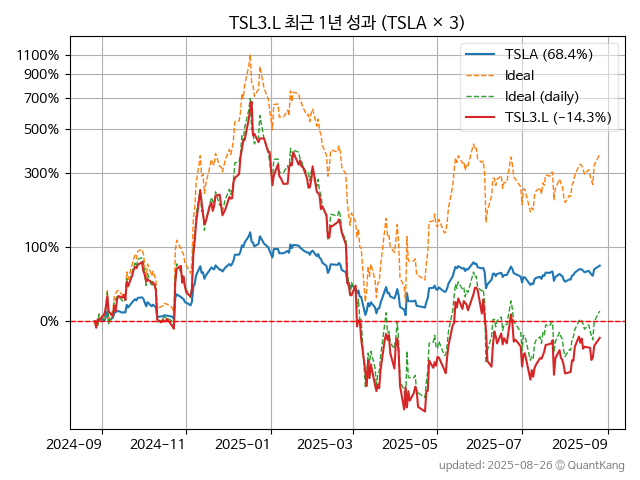 TSL3.L 최근 1년 성과 (TSLA × 3)
TSLA (68.4%)
Ideal
Ideal (daily)
TSL3.L (−14.3%)
1100%
900%
700%
500%
300%
100%
0%
2024−09
2024−11
2025−01
2025−03
2025−05
2025−07
2025−09
updated: 2025-08-26 © QuantKang